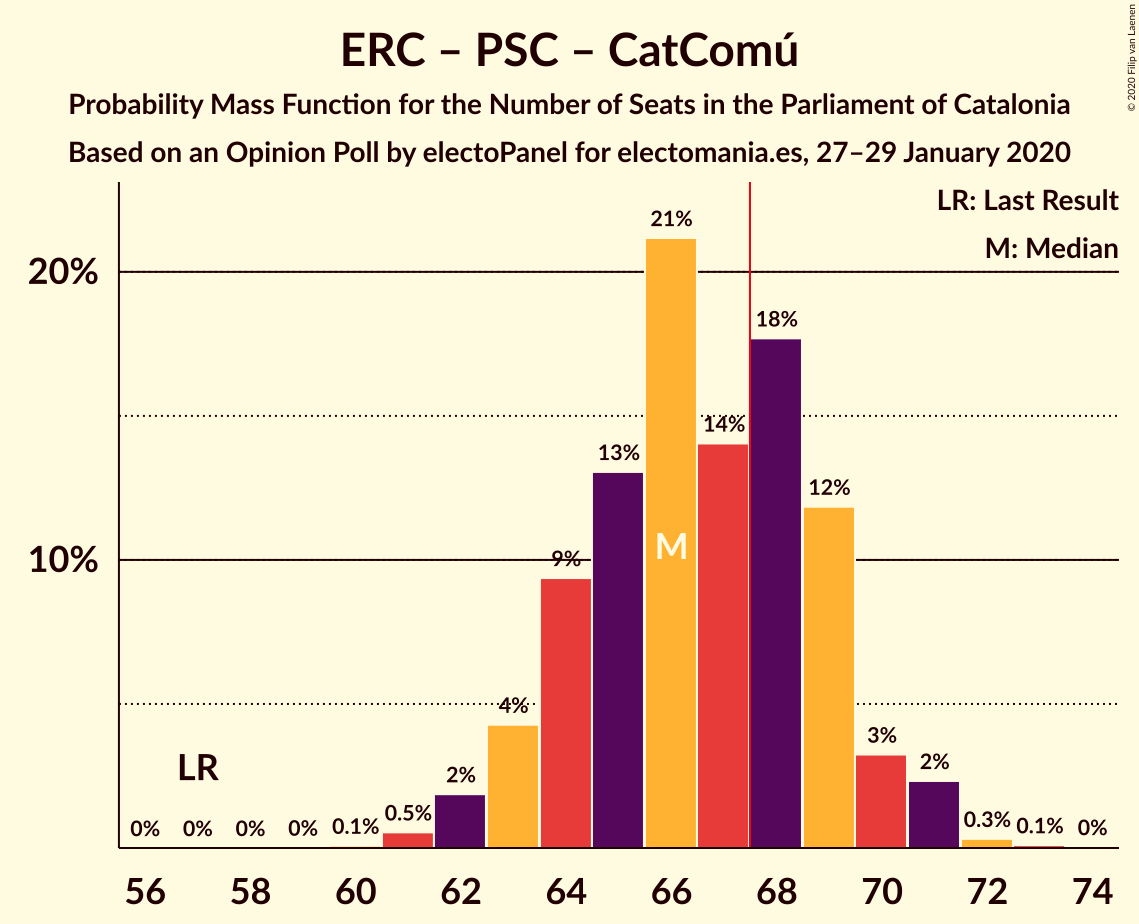 © 2020 Filip van Laenen
ERC – PSC – CatComú
Probability Mass Function for the Number of Seats in the Parliament of Catalonia
Based on an Opinion Poll by electoPanel for electomania.es, 27–29 January 2020
LR: Last Result
M: Median
20%
10%
0% 0% 0% 0% 0.1% 0.5% 2% 4% 9% 13% 21% 14% 18% 12% 3% 2% 0.3% 0.1% 0%
LR
M
56 58 60 62 64 66 68 70 72 74